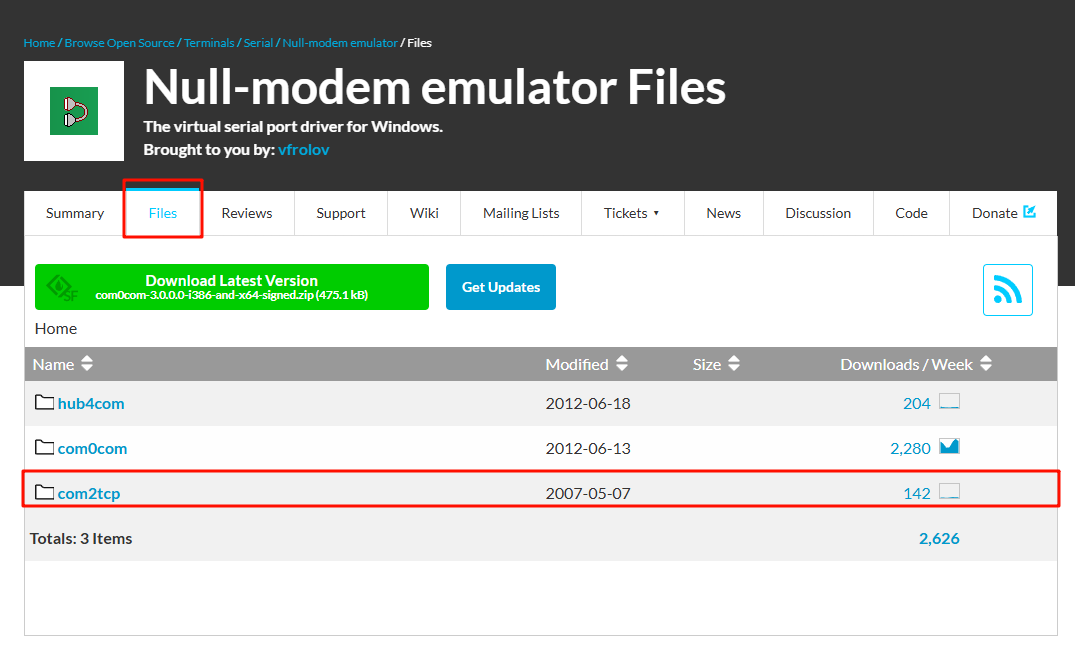 Home / Browse Open Source / Terminals / Serial / Null-modem emulator / Files
Null-modem emulator Files
The virtual serial port driver for Windows.
Brought to you by: vfrolov
Summary Files Reviews Support Wiki Mailing Lists Tickets ▾ News Discussion Code Donate
Download Latest Version
com0com-3.0.0.0-i386-and-x64-signed.zip (475.1 kB)
SF
Get Updates
Home
Name Modified Size Downloads / Week
hub4com 2012-06-18 204
com0com 2012-06-13 2,280
com2tcp 2007-05-07 142
Totals: 3 Items 2,626